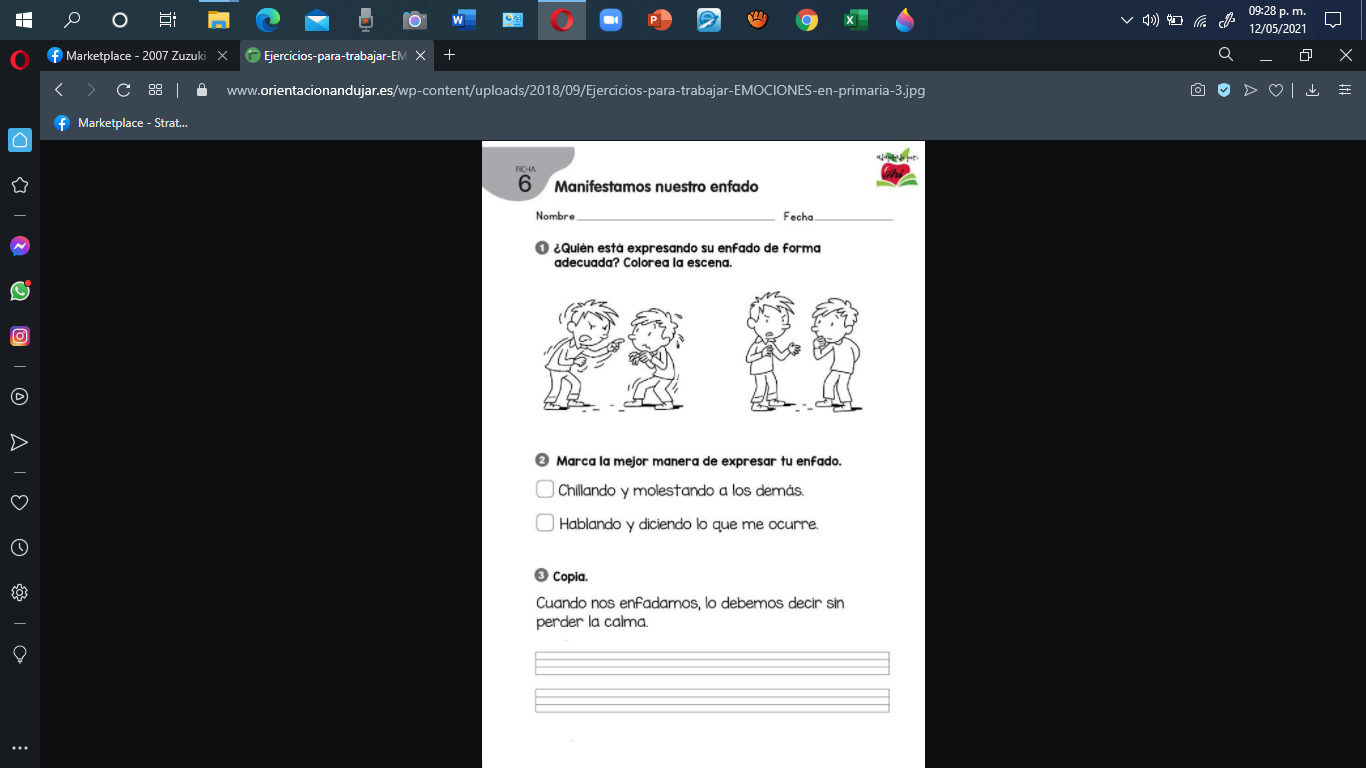 09:28 p. m.
12/05/2021
Marketplace - 2007 Zuzuki
Ejercicios-para-trabajar-EM
www.orientacionandujar.es/wp-content/uploads/2018/09/Ejercicios-para-trabajar-EMOCIONES-en-primaria-3.jpg
Marketplace - Strat...
FICHA
6
Manifestamos nuestro enfado
Nombre Fecha
1 ¿Quién está expresando su enfado de forma
adecuada? Colorea la escena.
2 Marca la mejor manera de expresar tu enfado.
Chillando y molestando a los demás.
Hablando y diciendo lo que me ocurre.
3 Copia.
Cuando nos enfadamos, lo debemos decir sin
perder la calma.